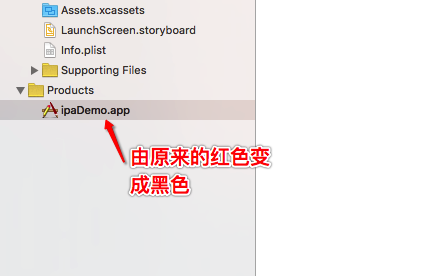 Assets.xcassets
LaunchScreen.storyboard
Info.plist
Supporting Files
Products
ipaDemo.app
由原来的红色变
成黑色